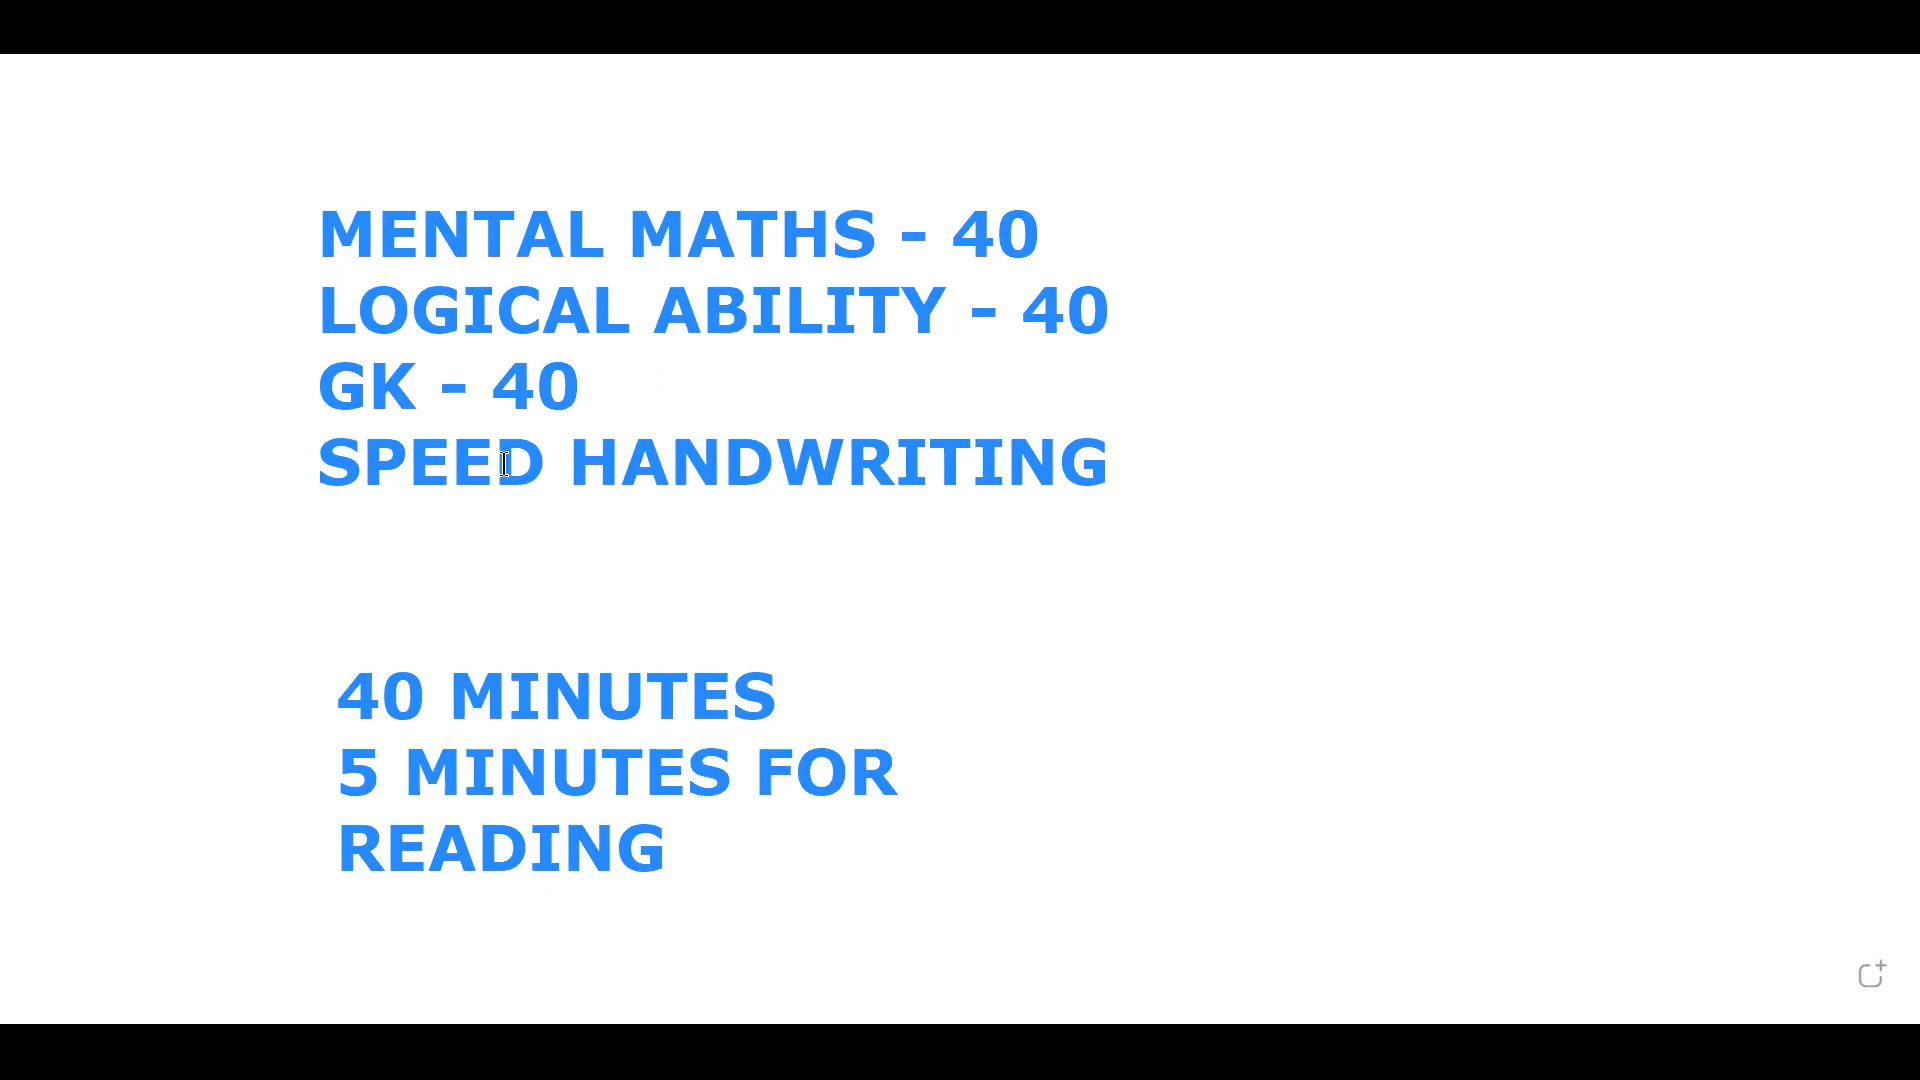 MENTAL MATHS - 40
LOGICAL ABILITY - 40
GK - 40
SPEED HANDWRITING
40 MINUTES
5 MINUTES FOR
READING